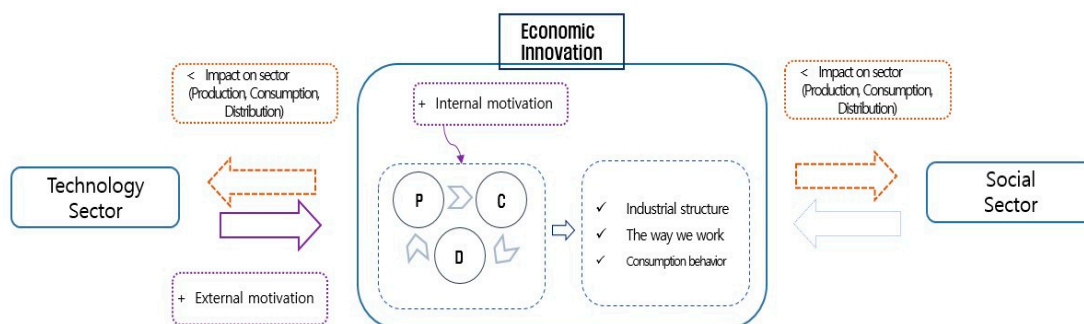 Economic
Innovation
< Impact on sector
(Production, Consumption,
Distribution)
+ Internal motivation
< Impact on sector
(Production, Consumption,
Distribution)
Technology
Sector
P
C
D
✓ Industrial structure
✓ The way we work
✓ Consumption behavior
Social
Sector
+ External motivation